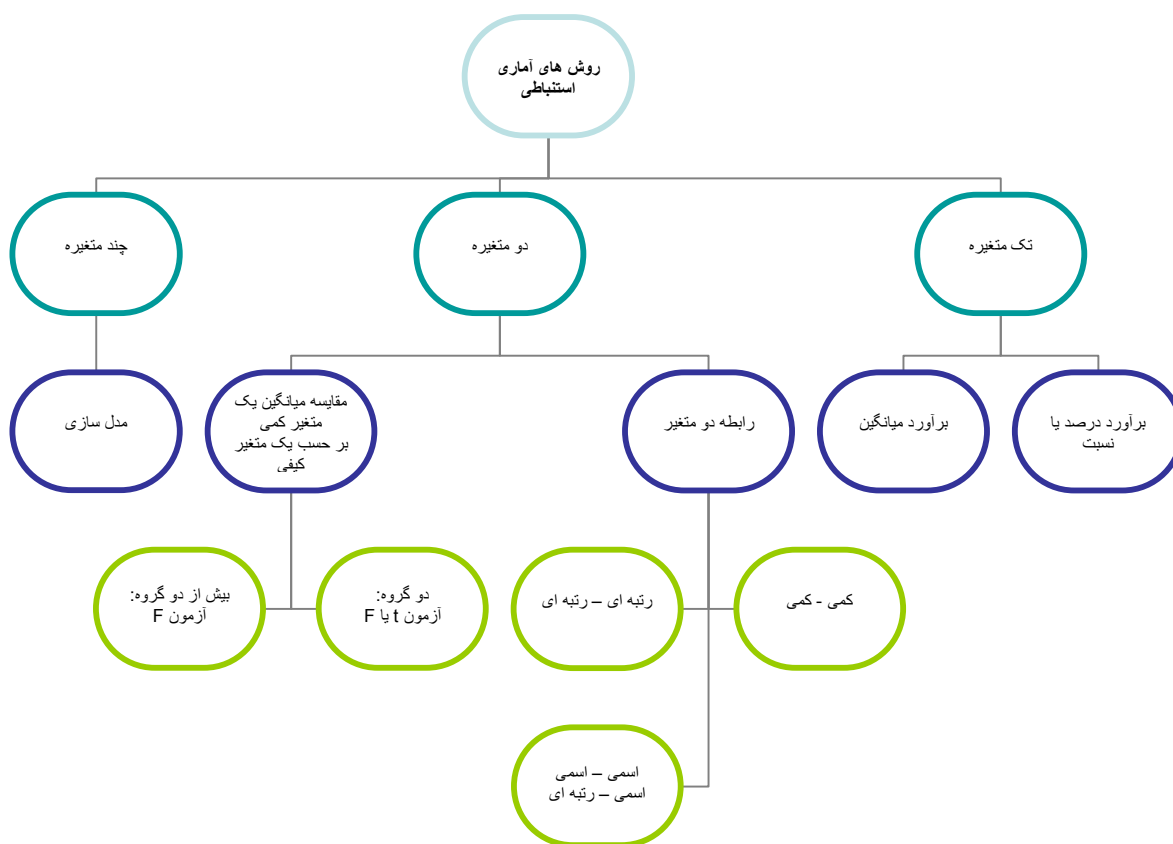 روش های آماری
استنباطی
تک متغیره
دو متغیره
چند متغیره
برآورد درصد یا
نسبت
برآورد میانگین
رابطه دو متغیر
مقایسه میانگین یک
متغیر کمی
بر حسب یک متغیر
کیفی
مدل سازی
کمی - کمی
رتبه ای – رتبه ای
دو گروه:
آزمون t یا F
بیش از دو گروه:
آزمون F
اسمی – اسمی
اسمی – رتبه ای